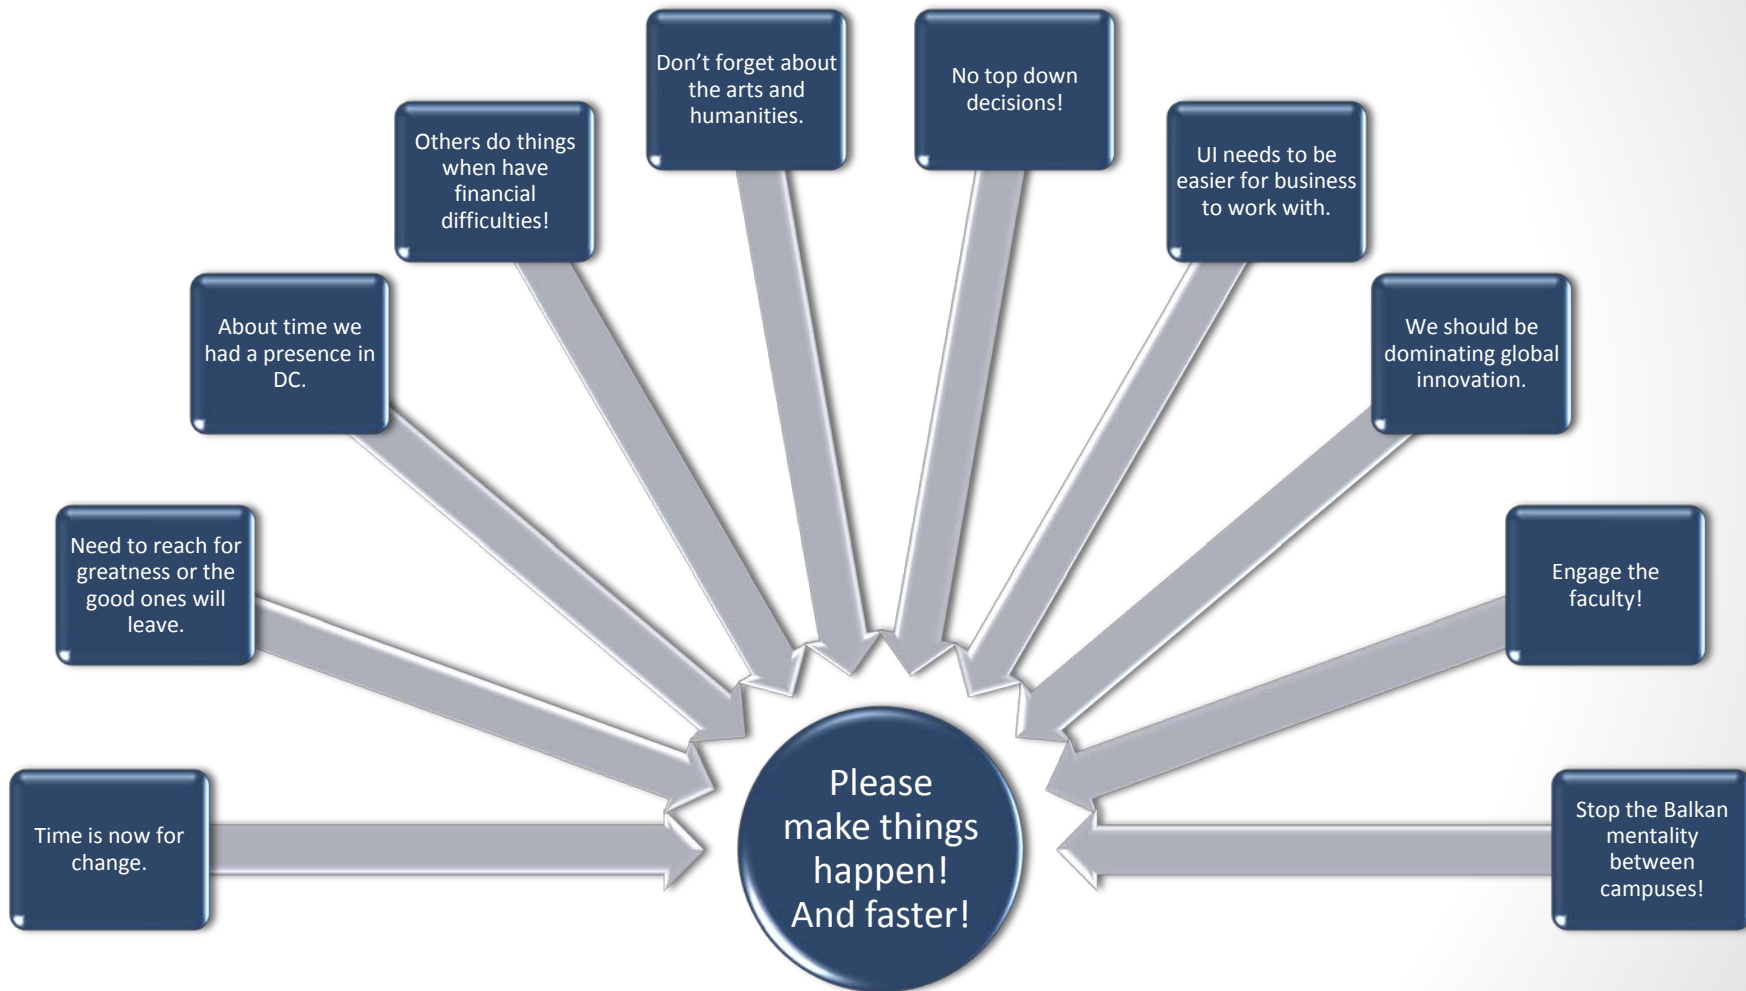 Time is now for
change.
Need to reach for
greatness or the
good ones will
leave.
About time we
had a presence in
DC.
Others do things
when have
financial
difficulties!
Don’t forget about
the arts and
humanities.
No top down
decisions!
UI needs to be
easier for business
to work with.
We should be
dominating global
innovation.
Engage the
faculty!
Stop the Balkan
mentality
between
campuses!
Please
make things
happen!
And faster!